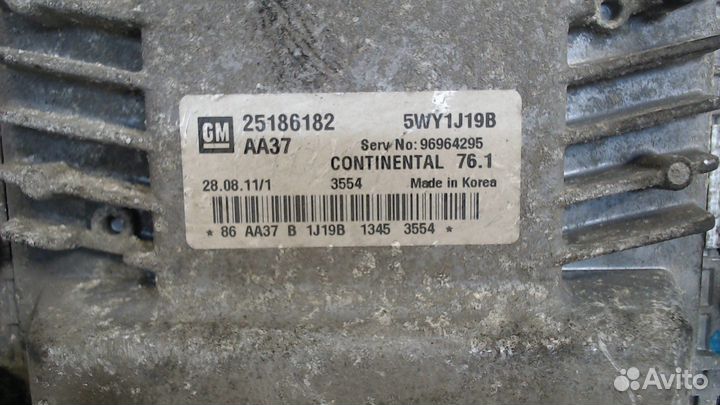 GM 25186182 5WY1J19B
AA37 Serv No: 96964295
CONTINENTAL 76.1
28.08.11/1 3554 Made in Korea
* 86 AA37 B 1J19B 1345 3554 *
Avito